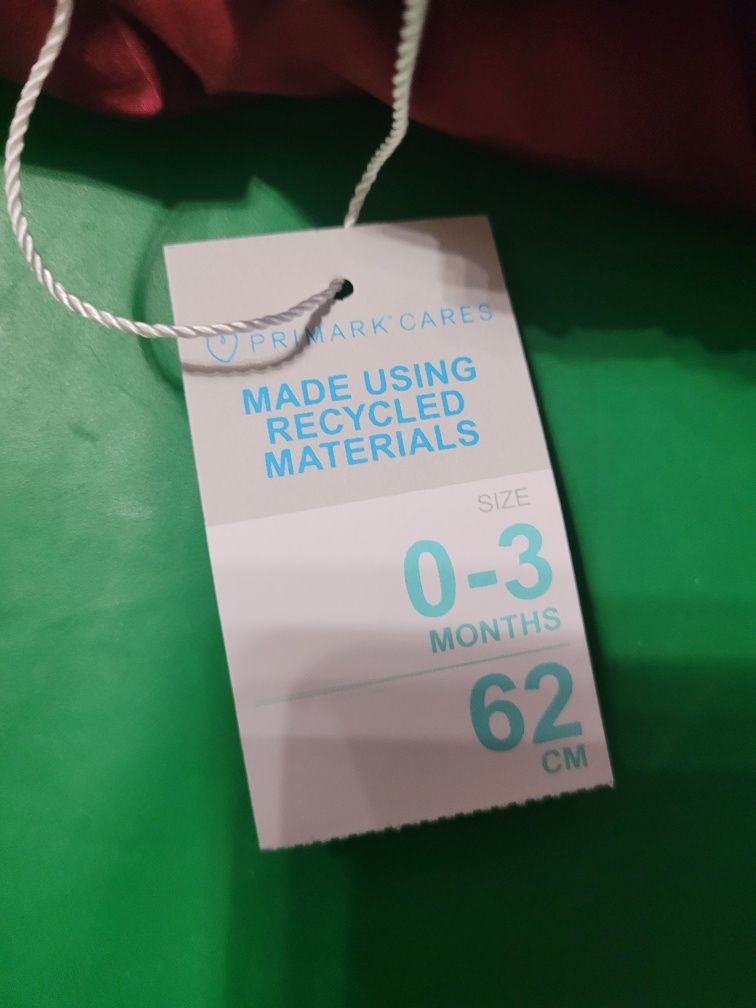 PRIMARK® CARES
MADE USING
RECYCLED
MATERIALS
SIZE
0-3
MONTHS
62
CM